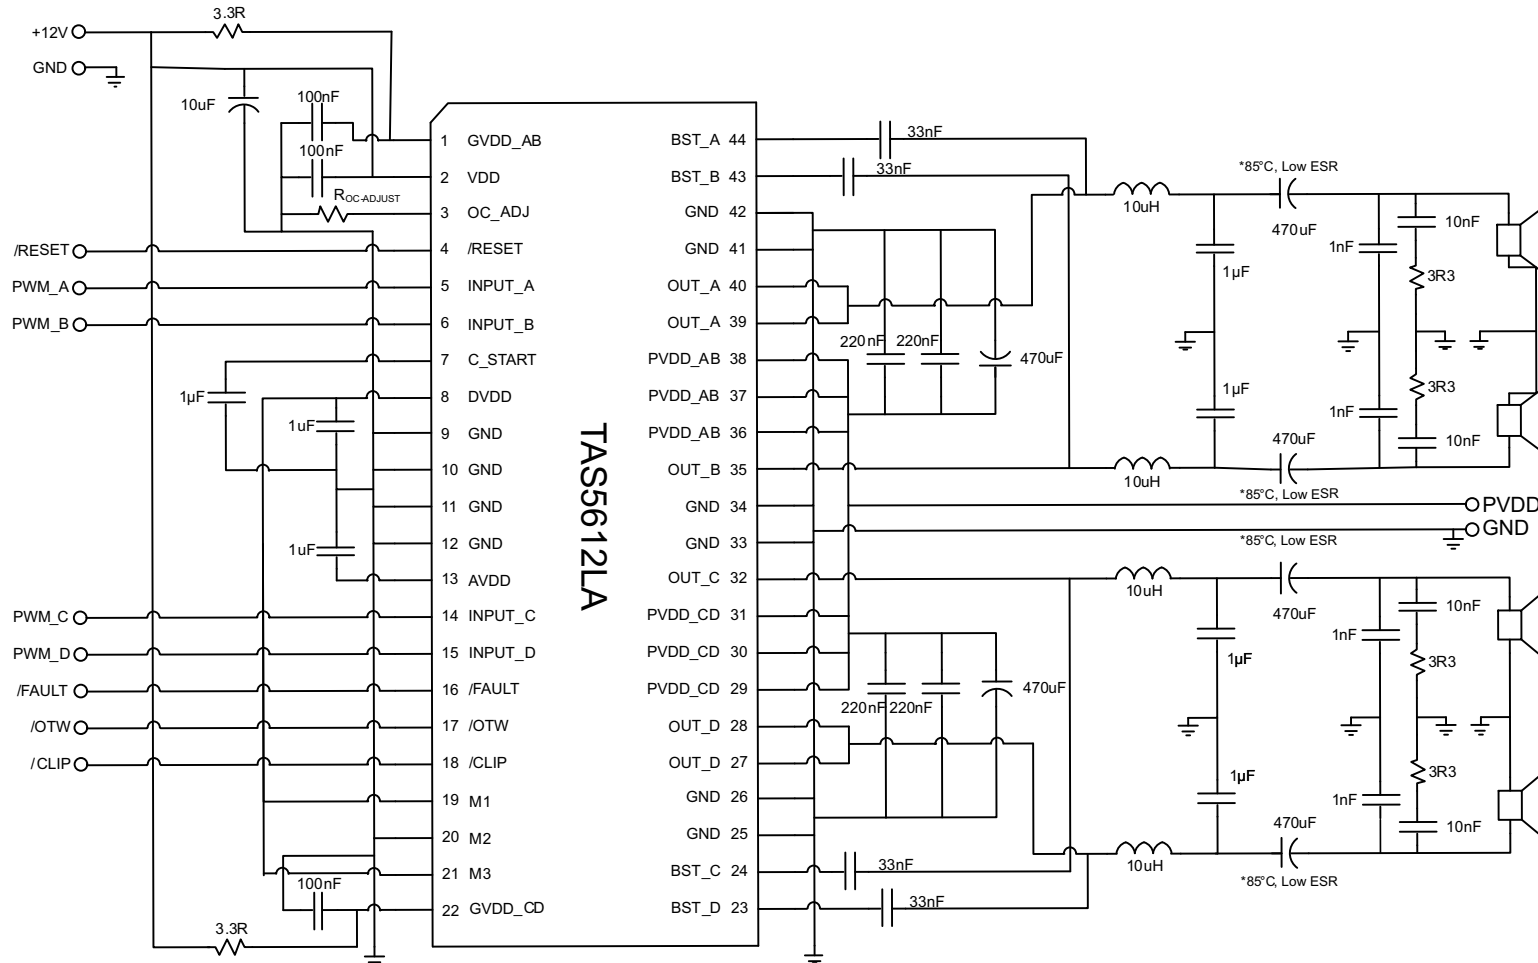 3.3R
+12V
GND
10uF
100nF
100nF
ROC-ADJUST
/RESET
PWM_A
PWM_B
1µF
1uF
1uF
PWM_C
PWM_D
/FAULT
/OTW
/CLIP
100nF
3.3R
1 GVDD_AB
2 VDD
3 OC_ADJ
4 /RESET
5 INPUT_A
6 INPUT_B
7 C_START
8 DVDD
9 GND
10 GND
11 GND
12 GND
13 AVDD
14 INPUT_C
15 INPUT_D
16 /FAULT
17 /OTW
18 /CLIP
19 M1
20 M2
21 M3
22 GVDD_CD
TAS5612LA
BST_A 44
BST_B 43
GND 42
GND 41
OUT_A 40
OUT_A 39
PVDD_AB 38
PVDD_AB 37
PVDD_AB 36
OUT_B 35
GND 34
GND 33
OUT_C 32
PVDD_CD 31
PVDD_CD 30
PVDD_CD 29
OUT_D 28
OUT_D 27
GND 26
GND 25
BST_C 24
BST_D 23
33nF
33nF
220nF
220nF
470uF
10uH
1µF
1µF
10uH
*85°C, Low ESR
470uF
1nF
10nF
3R3
3R3
1nF
10nF
470uF
*85°C, Low ESR
PVDD
GND
*85°C, Low ESR
10uH
470uF
10nF
1µF
1nF
3R3
470uF
220nF
220nF
1µF
3R3
1nF
10nF
470uF
10uH
*85°C, Low ESR
33nF
33nF